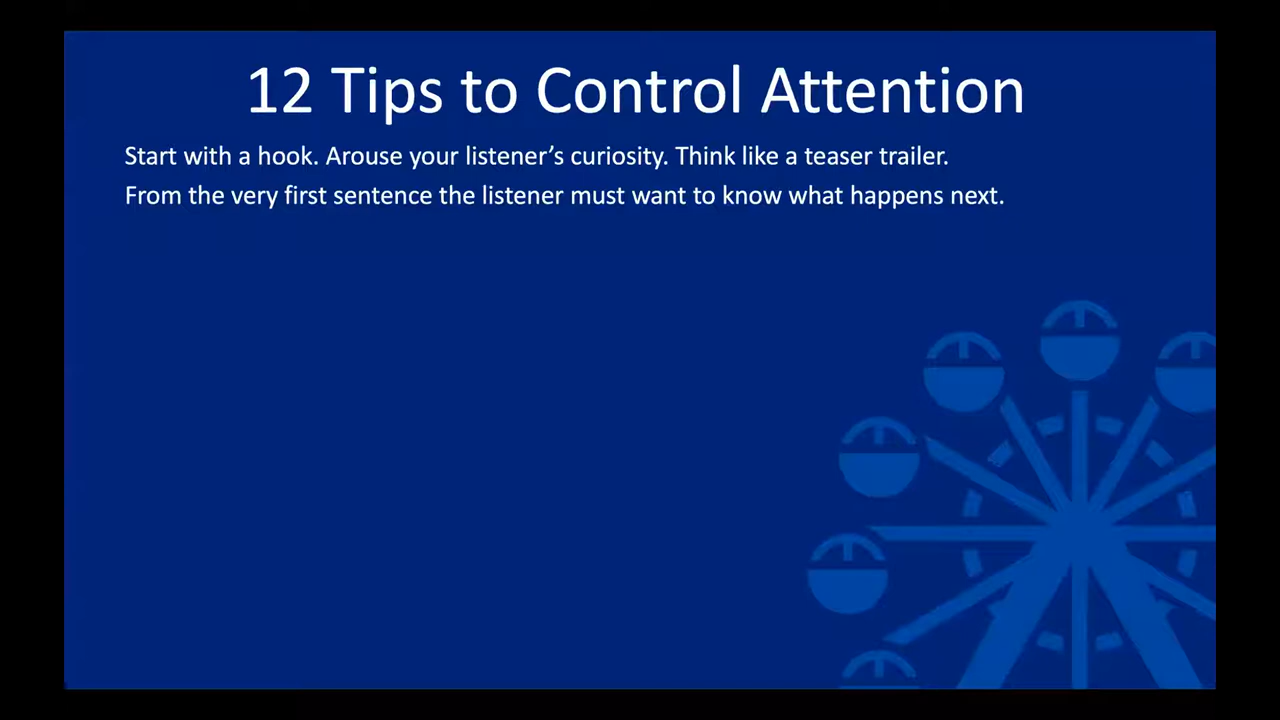 12 Tips to Control Attention
Start with a hook. Arouse your listener’s curiosity. Think like a teaser trailer.
From the very first sentence the listener must want to know what happens next.